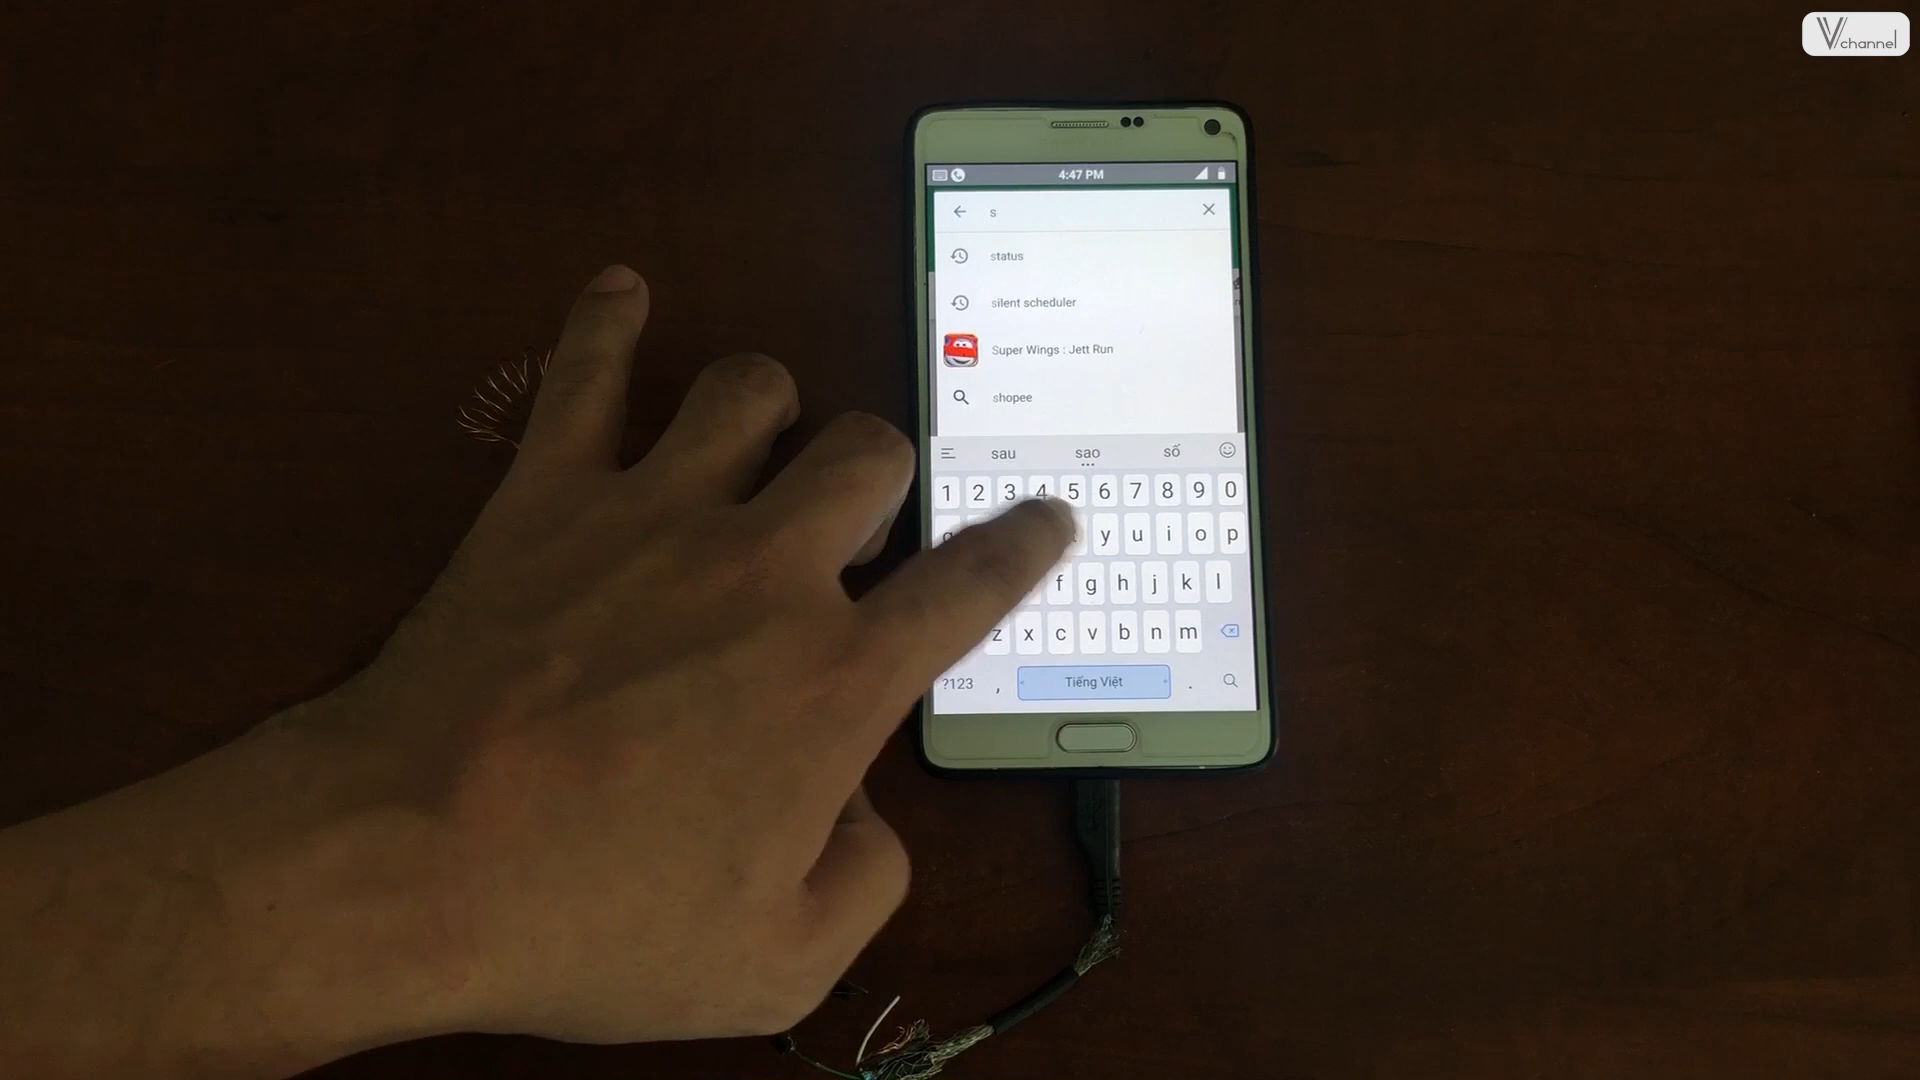 Vchannel
4:47 PM
s
status
silent scheduler
Super Wings : Jett Run
shopee
sau sao số
1 2 3 4 5 6 7 8 9 0
y u i o p
f g h j k l
z x c v b n m
?123 , Tiếng Việt .